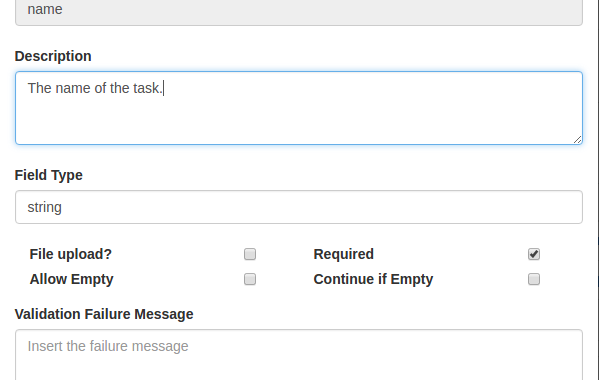 name
Description
The name of the task.
Field Type
string
File upload? Required
Allow Empty Continue if Empty
Validation Failure Message
Insert the failure message